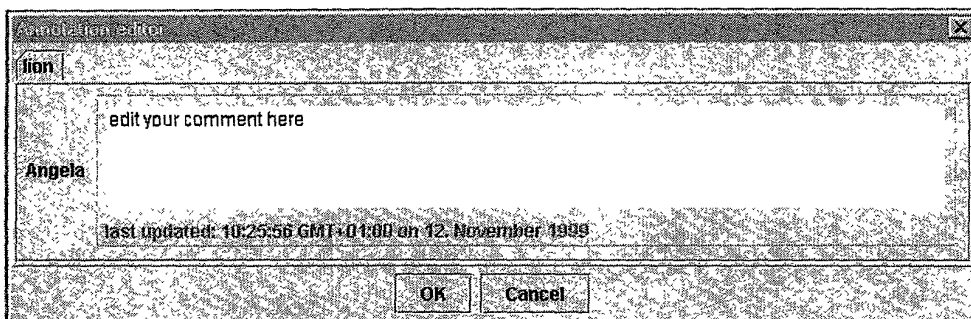 Annotation editor
lion
edit your comment here
Angela
last updated: 10:25:56 GMT+01:00 on 12. November 1999
OK Cancel